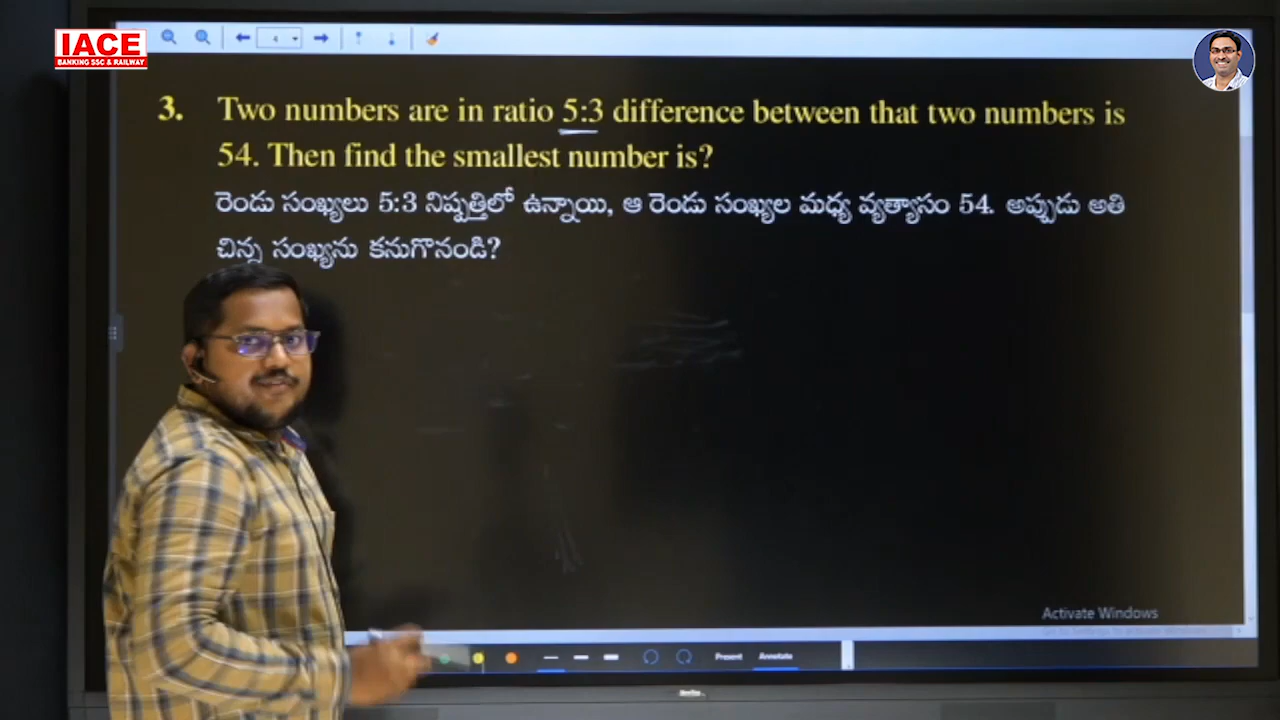 IACE
BANKING SSC & RAILWAY
4
3. Two numbers are in ratio 5:3 difference between that two numbers is
54. Then find the smallest number is?
రెండు సంఖ్యలు 5:3 నిష్పత్తిలో ఉన్నాయి, ఆ రెండు సంఖ్యల మధ్య వ్యత్యాసం 54. అప్పుడు అతి
చిన్న సంఖ్యను కనుగొనండి?
Activate Windows
Present Annotate